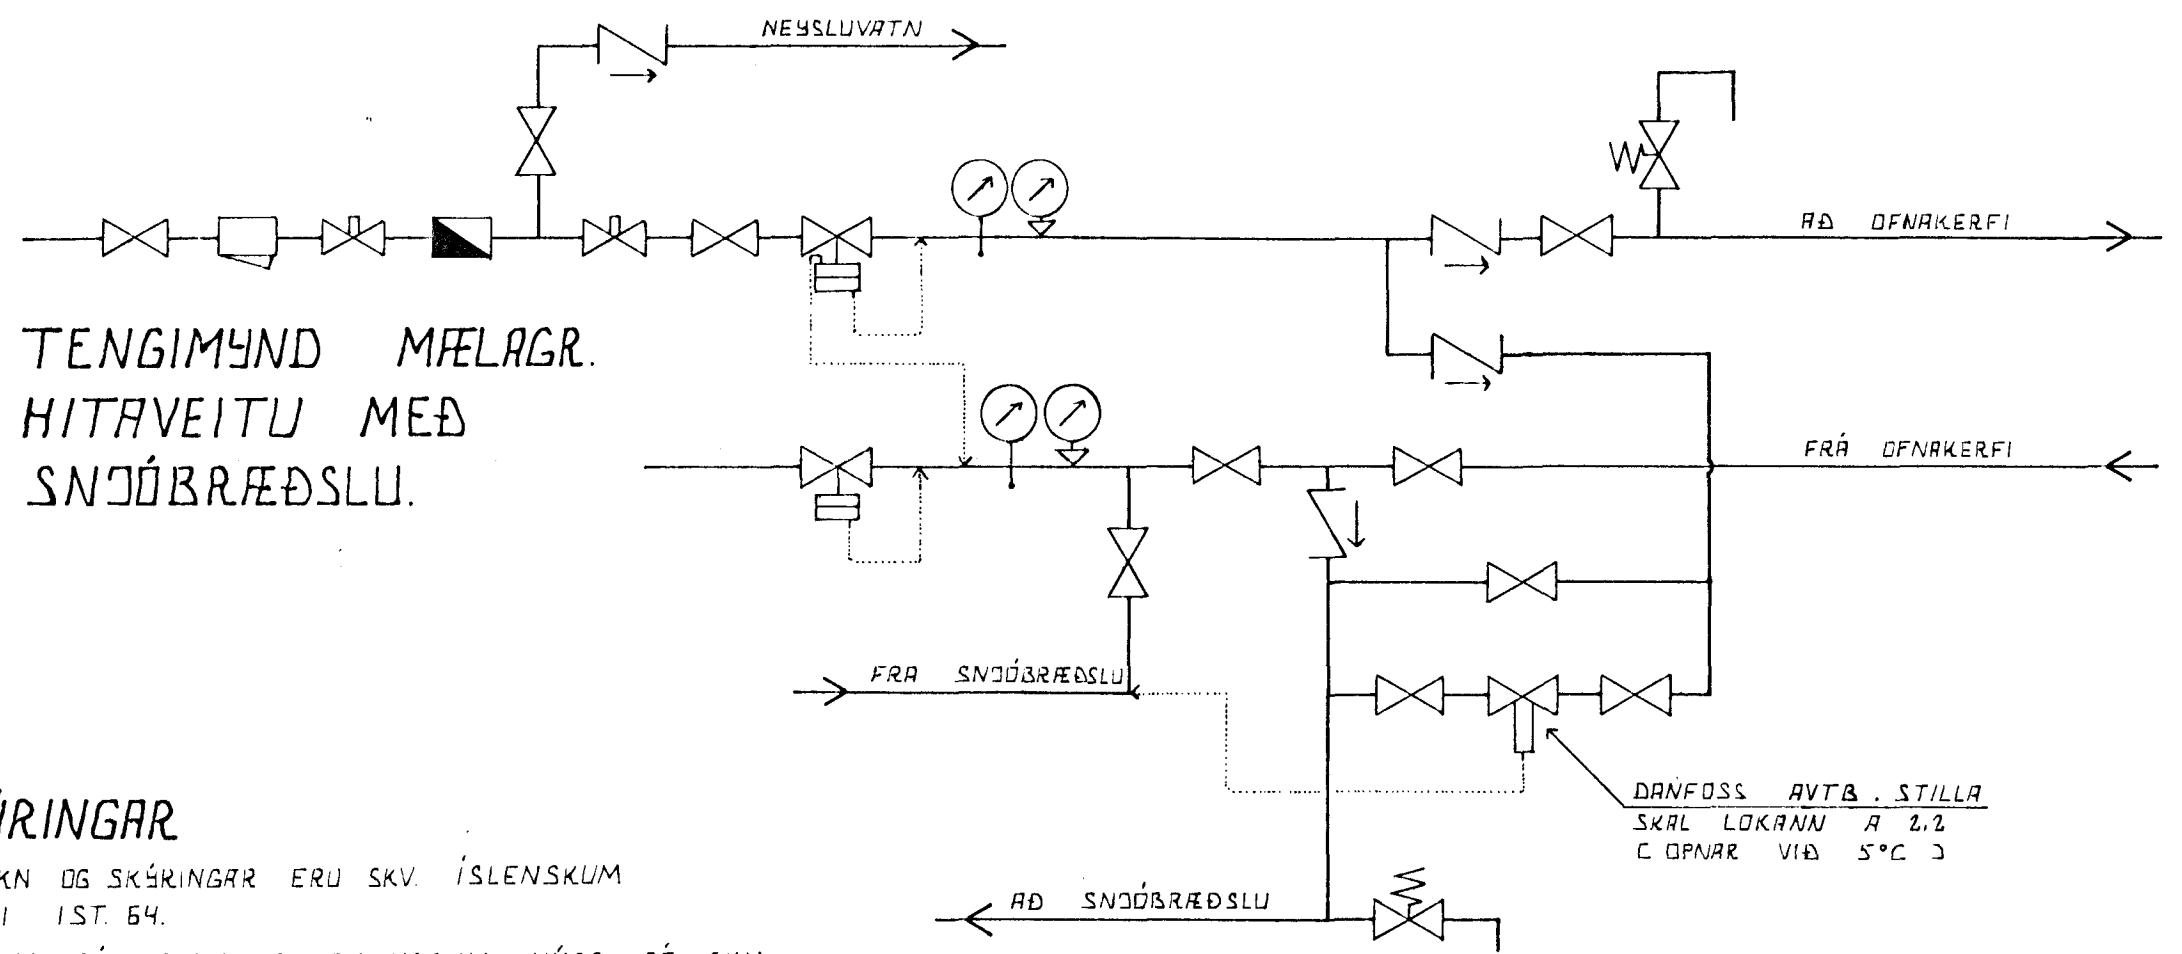 NEYSLUVATN
AÐ OFNAKERFI
TENGIMYND MÆLAGR.
HITAVEITU MEÐ
SNJÓBRÆÐSLU.
FRÁ OFNAKERFI
FRA SNJÓBRÆÐSLU
DANFOSS AVTB. STILLA
SKAL LOKANN A 2,2
( OPNAR VIÐ 5°C )
ÝRINGAR
KN OG SKÝRINGAR ERU SKV. ÍSLENSKUM
I IST. 64.
AÐ SNJÓBRÆÐSLU